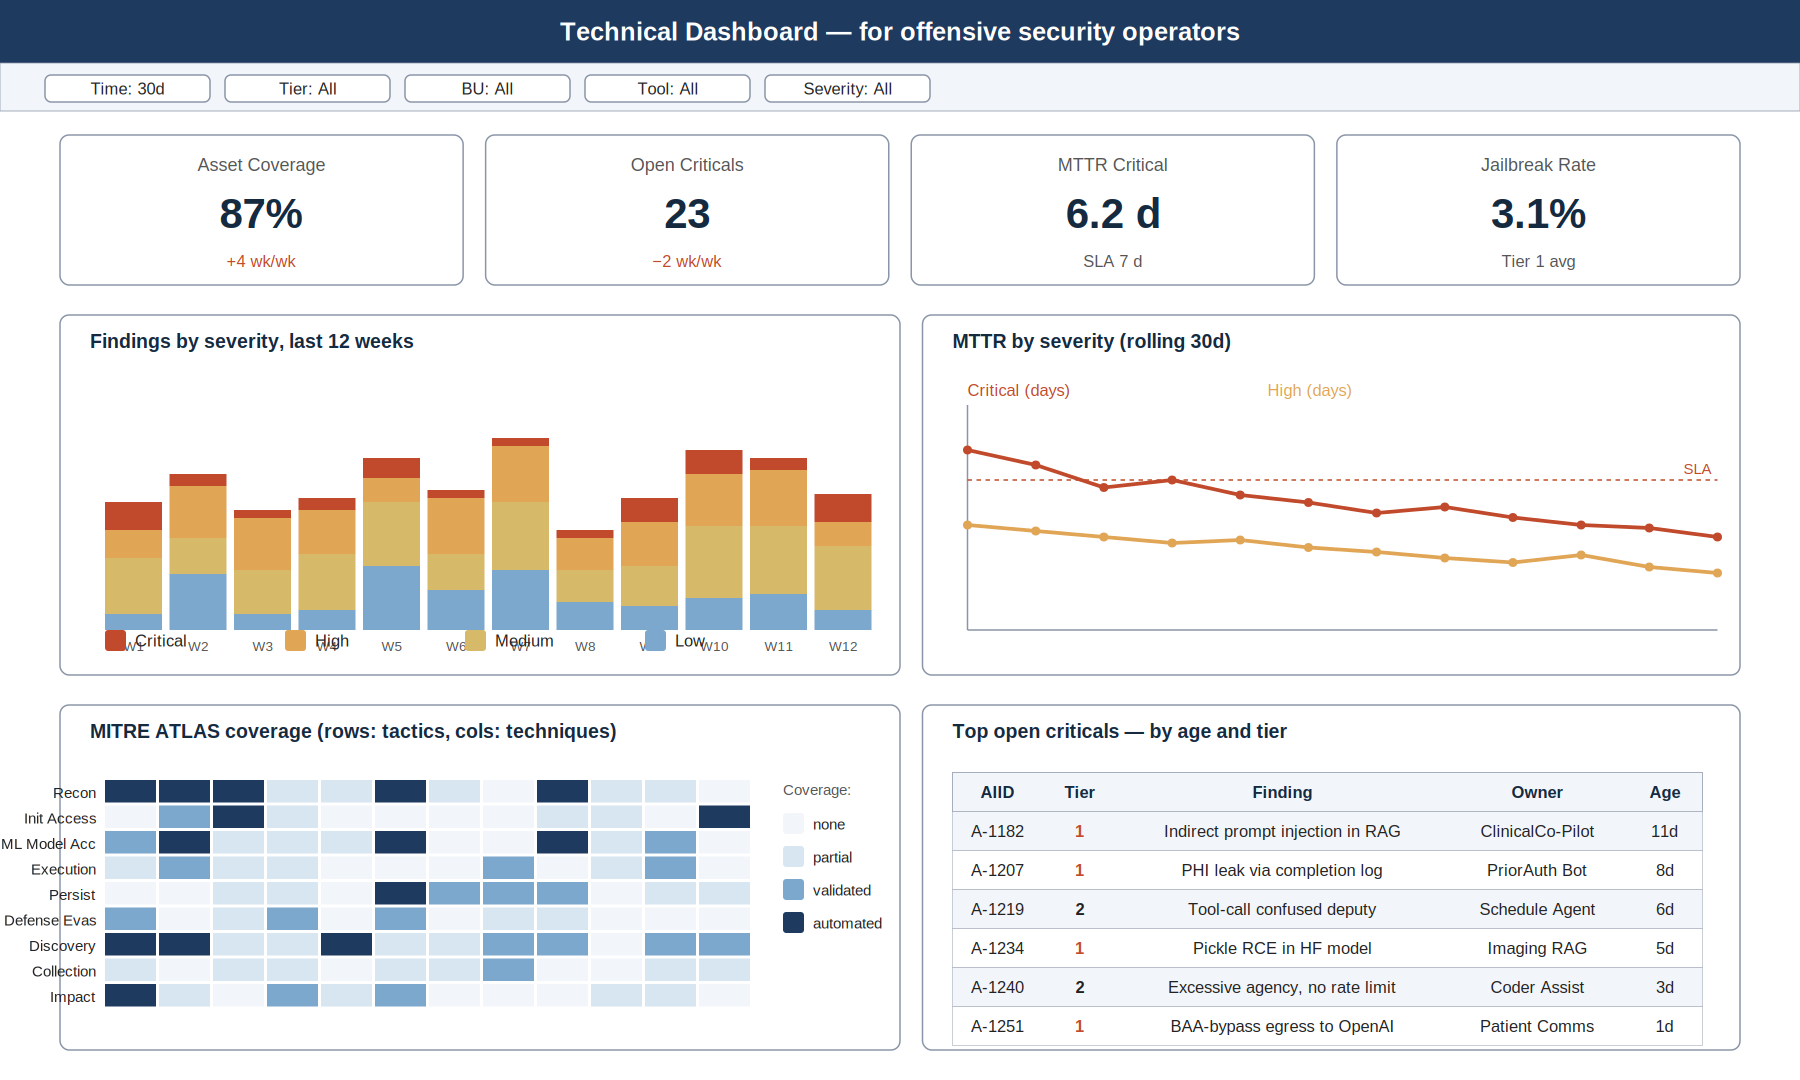 Technical Dashboard — for offensive security operators
Time: 30d
Tier: All
BU: All
Tool: All
Severity: All
Asset Coverage
87%
+4 wk/wk
Open Criticals
23
−2 wk/wk
MTTR Critical
6.2 d
SLA 7 d
Jailbreak Rate
3.1%
Tier 1 avg
Findings by severity, last 12 weeks
Critical High Medium Low
W1 W2 W3 W4 W5 W6 W7 W8 W10 W11 W12
MTTR by severity (rolling 30d)
Critical (days) High (days)
SLA
MITRE ATLAS coverage (rows: tactics, cols: techniques)
Recon
Init Access
ML Model Acc
Execution
Persist
Defense Evas
Discovery
Collection
Impact
Coverage:
none
partial
validated
automated
Top open criticals — by age and tier
AIID Tier Finding Owner Age
A-1182 1 Indirect prompt injection in RAG ClinicalCo-Pilot 11d
A-1207 1 PHI leak via completion log PriorAuth Bot 8d
A-1219 2 Tool-call confused deputy Schedule Agent 6d
A-1234 1 Pickle RCE in HF model Imaging RAG 5d
A-1240 2 Excessive agency, no rate limit Coder Assist 3d
A-1251 1 BAA-bypass egress to OpenAI Patient Comms 1d